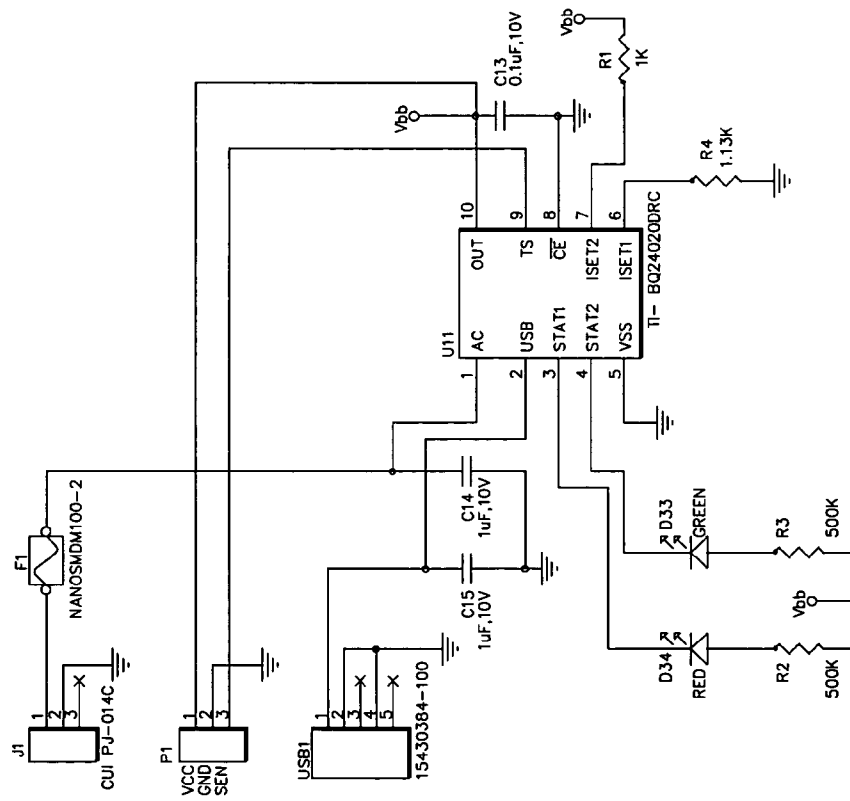 J1
1
2
3
CUI PJ-014C
F1
NANOSMDM100-2
P1
VCC
GND
SEN
1
2
3
USB1
1
2
3
4
5
15430384-100
C15
1uF,10V
C14
1uF,10V
Vbb
C13
0.1uF,10V
Vbb
R1
1K
R4
1.13K
U11
1
AC
2
USB
3
STAT1
4
STAT2
5
VSS
OUT
10
TS
9
CE
8
ISET2
7
ISET1
6
TI- BQ24020DRC
D34
RED
D33
GREEN
R2
500K
Vbb
R3
500K